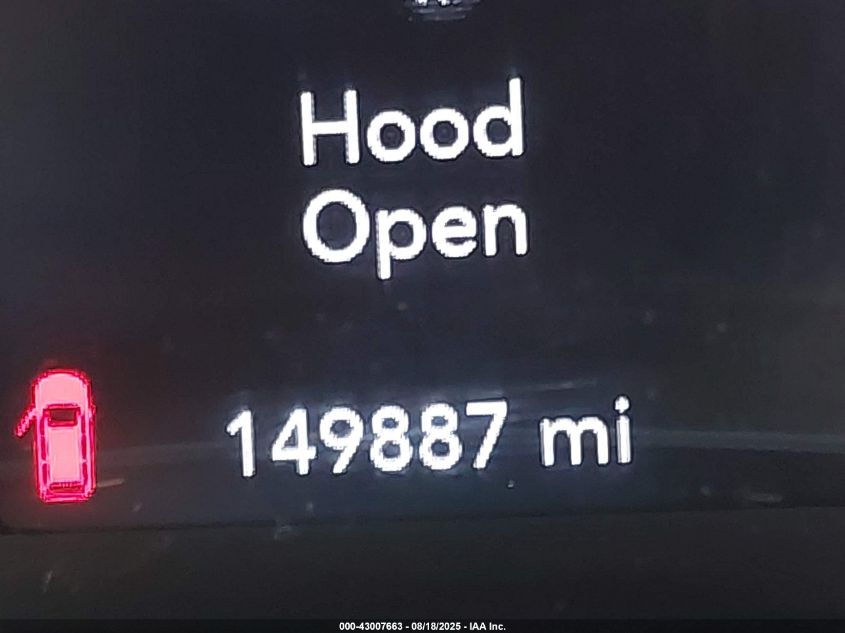 Hood
Open
149887 mi
000-43007663 - 08/18/2025 - IAA Inc.